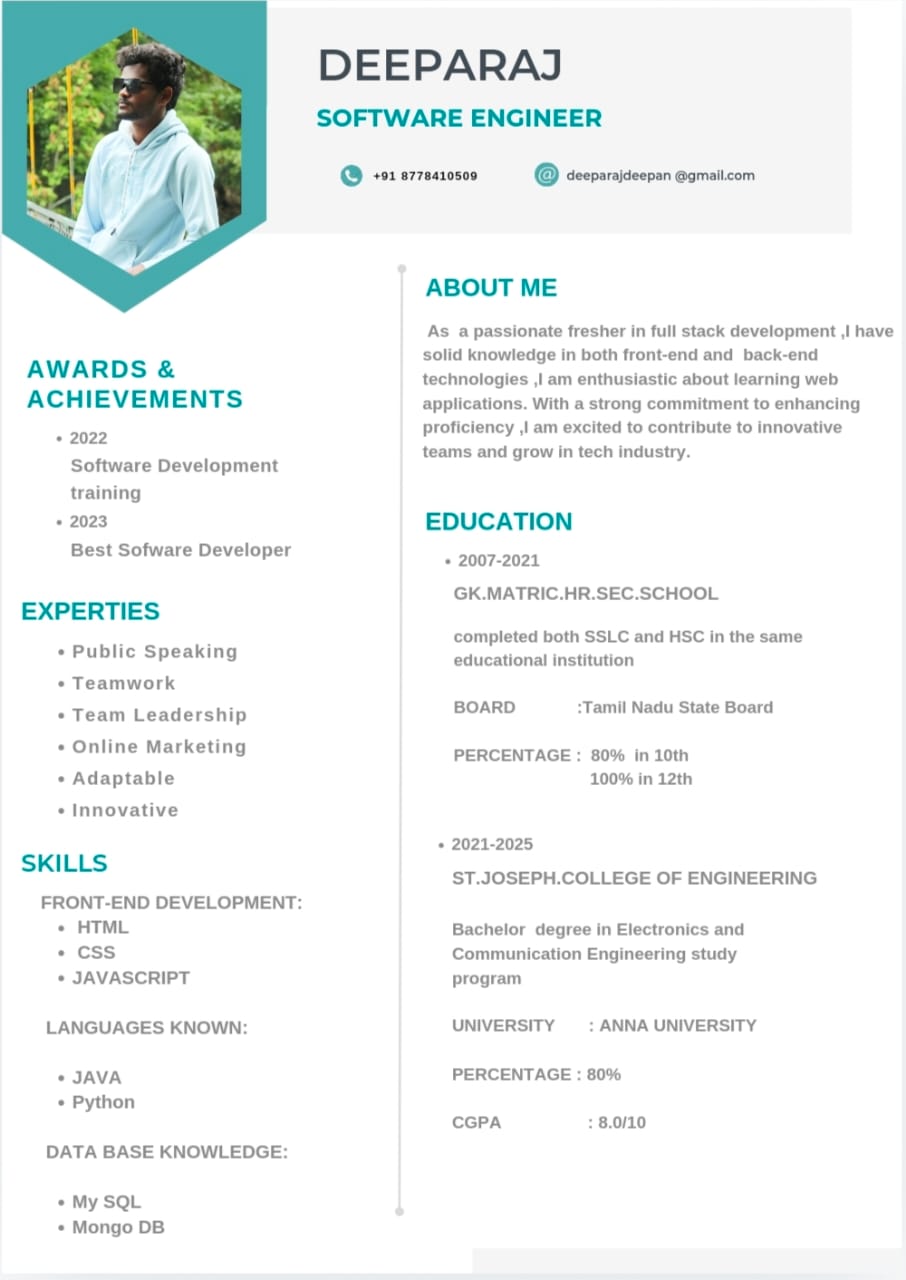 DEEPARAJ
SOFTWARE ENGINEER
+91 8778410509
deeparajdeepan @gmail.com
AWARDS &
ACHIEVEMENTS
• 2022
Software Development
training
• 2023
Best Sofware Developer
EXPERTIES
• Public Speaking
• Teamwork
• Team Leadership
• Online Marketing
• Adaptable
• Innovative
SKILLS
FRONT-END DEVELOPMENT:
• HTML
• CSS
• JAVASCRIPT
LANGUAGES KNOWN:
• JAVA
• Python
DATA BASE KNOWLEDGE:
• My SQL
• Mongo DB
ABOUT ME
As a passionate fresher in full stack development ,I have
solid knowledge in both front-end and back-end
technologies ,I am enthusiastic about learning web
applications. With a strong commitment to enhancing
proficiency ,I am excited to contribute to innovative
teams and grow in tech industry.
EDUCATION
• 2007-2021
GK.MATRIC.HR.SEC.SCHOOL
completed both SSLC and HSC in the same
educational institution
BOARD :Tamil Nadu State Board
PERCENTAGE : 80% in 10th
100% in 12th
• 2021-2025
ST.JOSEPH.COLLEGE OF ENGINEERING
Bachelor degree in Electronics and
Communication Engineering study
program
UNIVERSITY : ANNA UNIVERSITY
PERCENTAGE : 80%
CGPA : 8.0/10